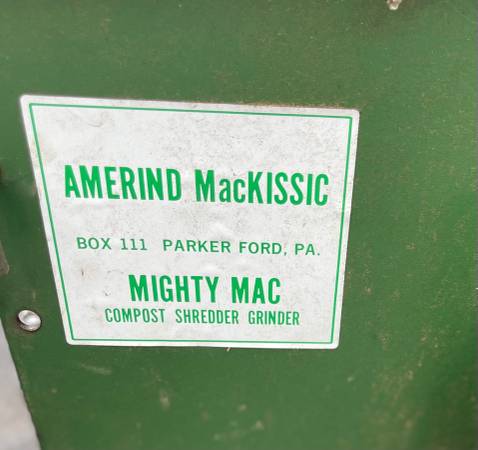 AMERIND MacKISSIC
BOX 111 PARKER FORD, PA.
MIGHTY MAC
COMPOST SHREDDER GRINDER